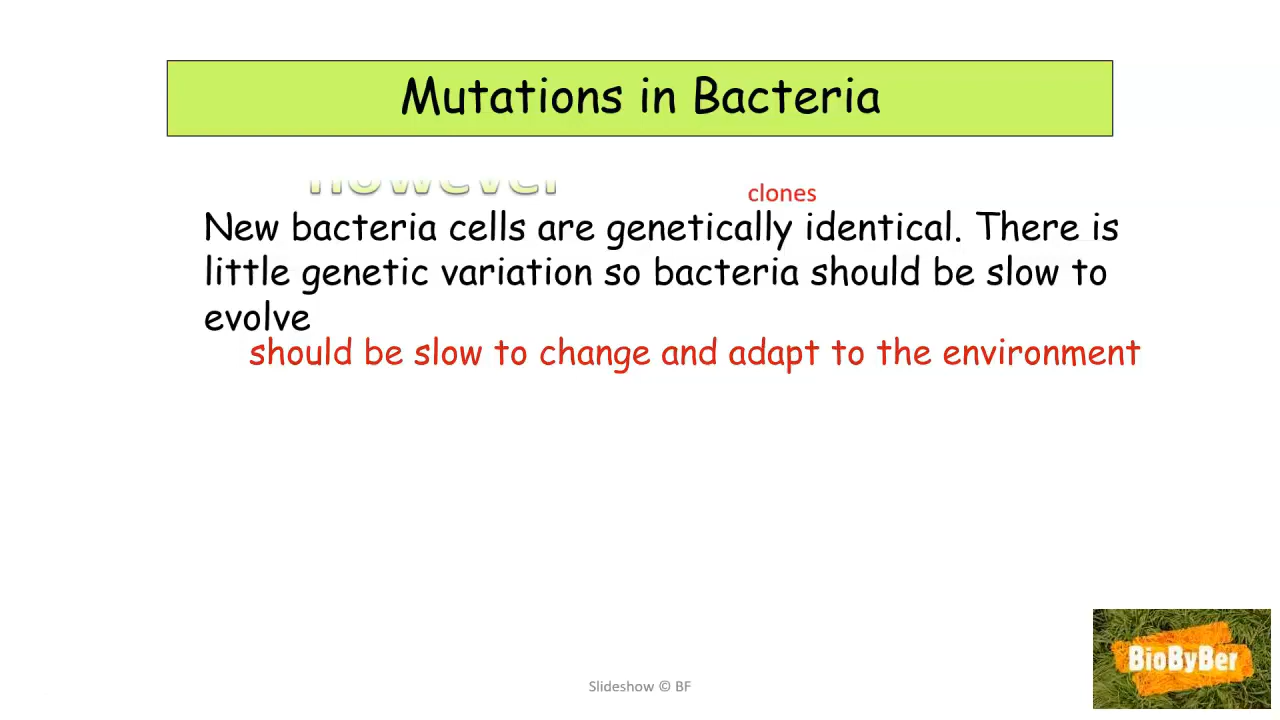 Mutations in Bacteria
however
clones
New bacteria cells are genetically identical. There is
little genetic variation so bacteria should be slow to
evolve
should be slow to change and adapt to the environment
BioByBer
Slideshow © BF